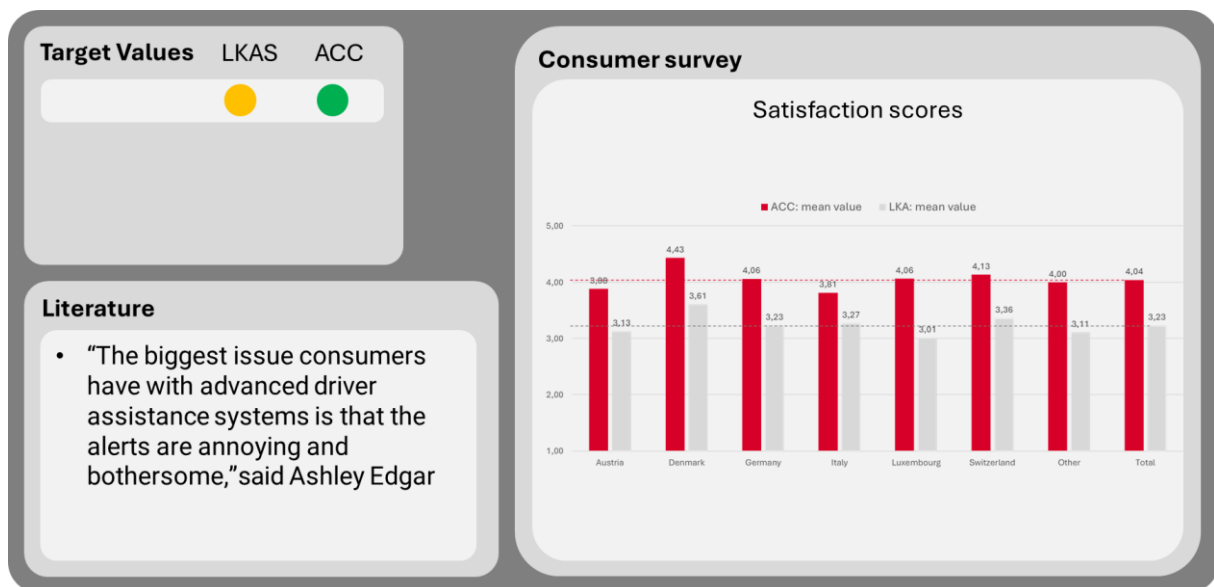 Target Values LKAS ACC
Literature
• “The biggest issue consumers
have with advanced driver
assistance systems is that the
alerts are annoying and
bothersome,”said Ashley Edgar
Consumer survey
Satisfaction scores
ACC: mean value LKA: mean value
5,00
4,00
3,00
2,00
1,00
3,13
4,43
3,61
4,06
3,23
3,81
3,27
4,06
3,01
4,13
3,36
4,00
3,11
4,04
3,23
Austria Denmark Germany Italy Luxembourg Switzerland Other Total